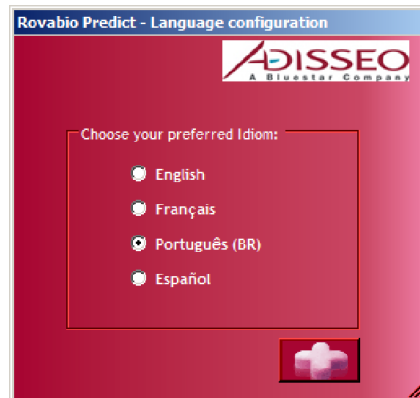 Rovabio Predict - Language configuration
ADISSEO
A Bluestar Company
Choose your preferred Idiom:
English
Français
Português (BR)
Español